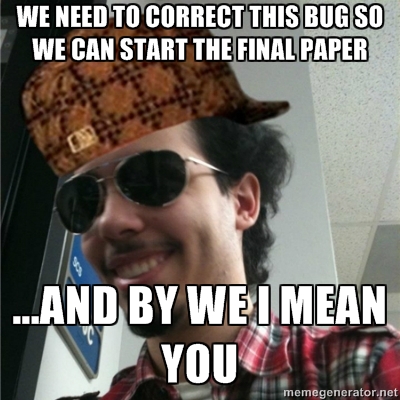 WE NEED TO CORRECT THIS BUG SO
WE CAN START THE FINAL PAPER
...AND BY WE I MEAN
YOU
memegenerator.net